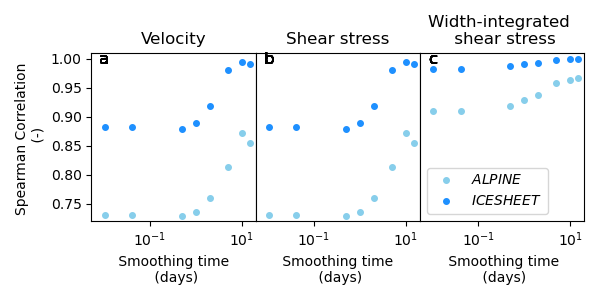 Velocity
Shear stress
Width-integrated
shear stress
a
b
c
1.00
0.95
0.90
0.85
0.80
0.75
Spearman Correlation
(-)
ALPINE
ICESHEET
10⁻¹ 10¹
10⁻¹ 10¹
10⁻¹ 10¹
Smoothing time
(days)
Smoothing time
(days)
Smoothing time
(days)